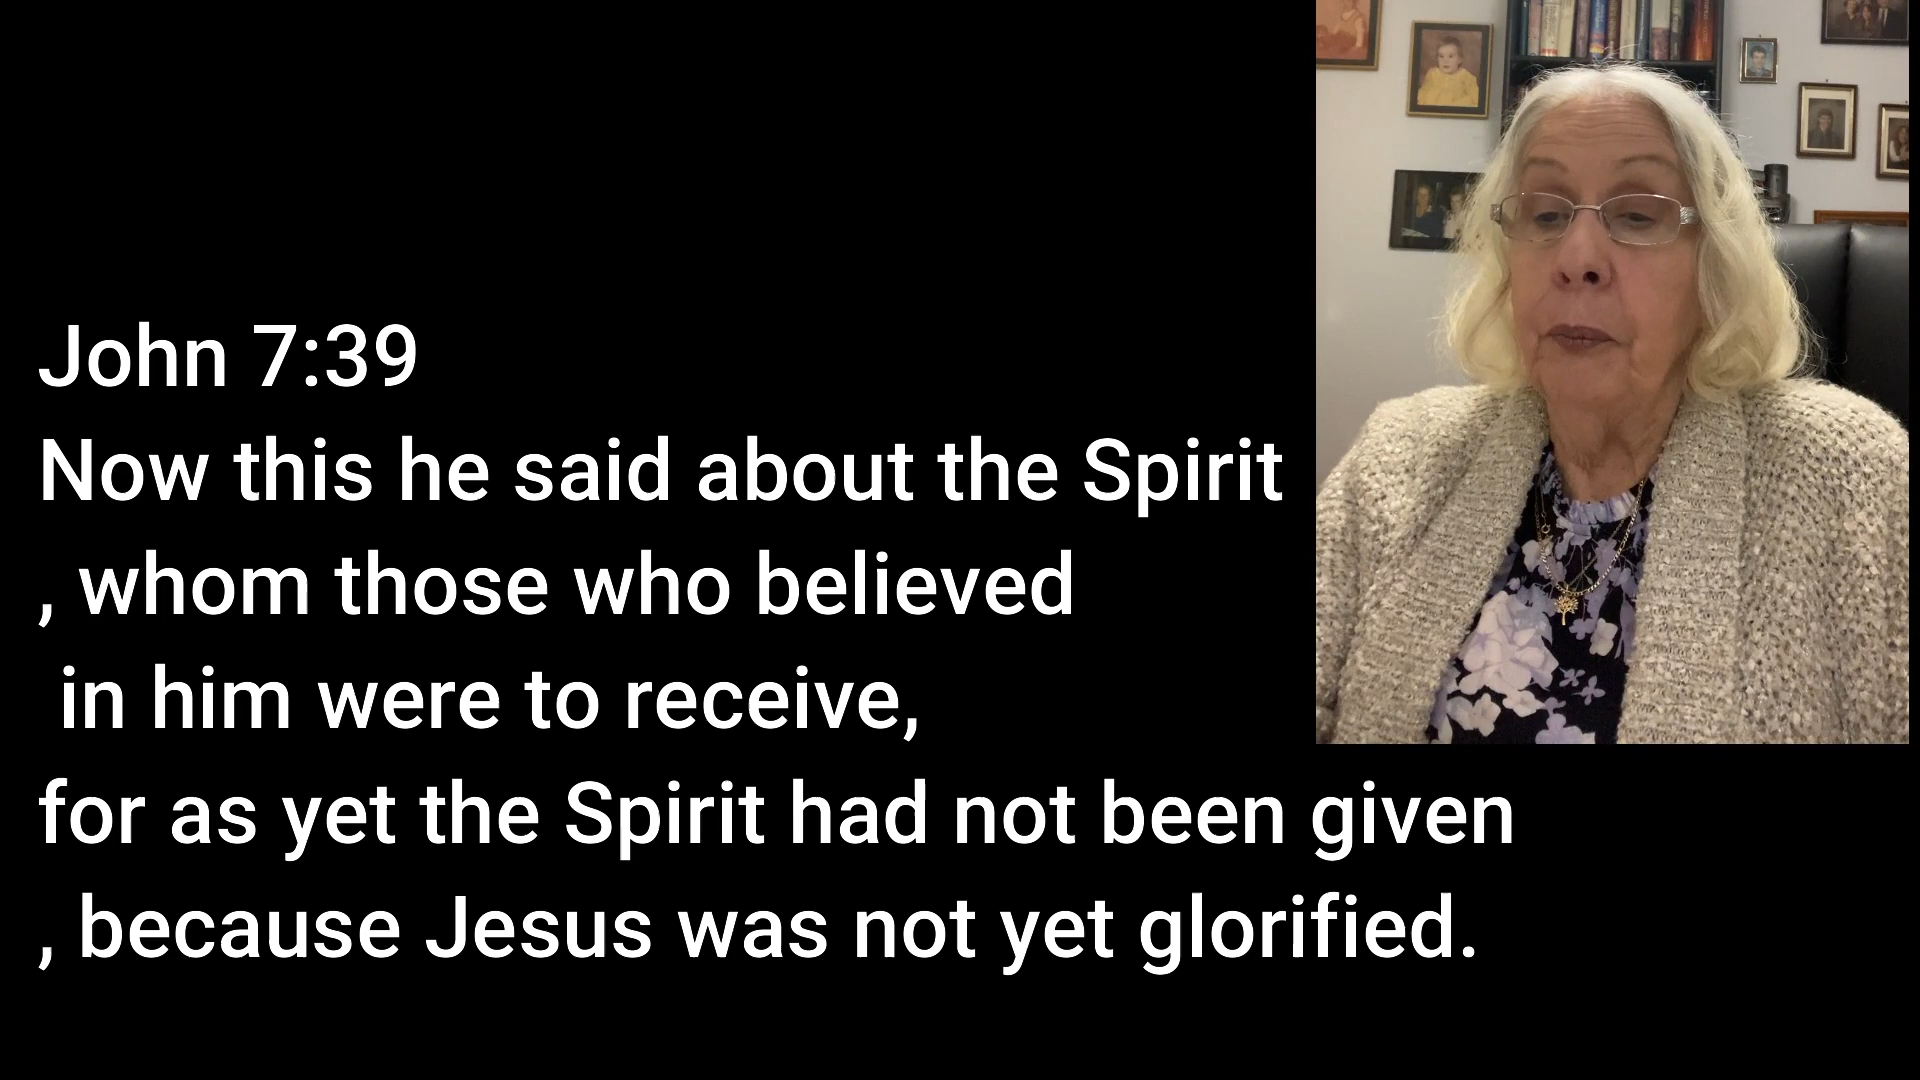 John 7:39
Now this he said about the Spirit
, whom those who believed
in him were to receive,
for as yet the Spirit had not been given
, because Jesus was not yet glorified.